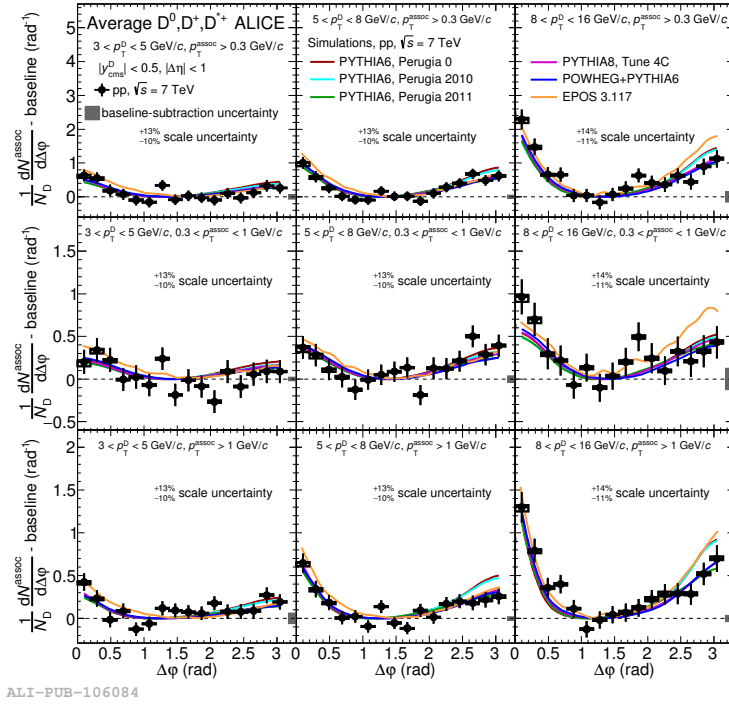 Average D⁰,D⁺,D*⁺ ALICE
3 < p_T^D < 5 GeV/c, p_T^assoc > 0.3 GeV/c
|y_cms^D| < 0.5, |Δη| < 1
pp, √s = 7 TeV
baseline-subtraction uncertainty
+13% −10% scale uncertainty
5 < p_T^D < 8 GeV/c, p_T^assoc > 0.3 GeV/c
Simulations, pp, √s = 7 TeV
PYTHIA6, Perugia 0
PYTHIA6, Perugia 2010
PYTHIA6, Perugia 2011
+13% −10% scale uncertainty
8 < p_T^D < 16 GeV/c, p_T^assoc > 0.3 GeV/c
PYTHIA8, Tune 4C
POWHEG+PYTHIA6
EPOS 3.117
+14% −11% scale uncertainty
1/N_D dN^assoc/dΔφ - baseline (rad⁻¹)
5
4
3
2
1
0
3 < p_T^D < 5 GeV/c, 0.3 < p_T^assoc < 1 GeV/c
+13% −10% scale uncertainty
5 < p_T^D < 8 GeV/c, 0.3 < p_T^assoc < 1 GeV/c
+13% −10% scale uncertainty
8 < p_T^D < 16 GeV/c, 0.3 < p_T^assoc < 1 GeV/c
+14% −11% scale uncertainty
1/N_D dN^assoc/dΔφ - baseline (rad⁻¹)
1.5
1
0.5
0
−0.5
3 < p_T^D < 5 GeV/c, p_T^assoc > 1 GeV/c
+13% −10% scale uncertainty
5 < p_T^D < 8 GeV/c, p_T^assoc > 1 GeV/c
+13% −10% scale uncertainty
8 < p_T^D < 16 GeV/c, p_T^assoc > 1 GeV/c
+14% −11% scale uncertainty
1/N_D dN^assoc/dΔφ - baseline (rad⁻¹)
2
1.5
1
0.5
0
0 0.5 1 1.5 2 2.5 3
0 0.5 1 1.5 2 2.5 3
0 0.5 1 1.5 2 2.5 3
Δφ (rad)
Δφ (rad)
Δφ (rad)
ALI-PUB-106084